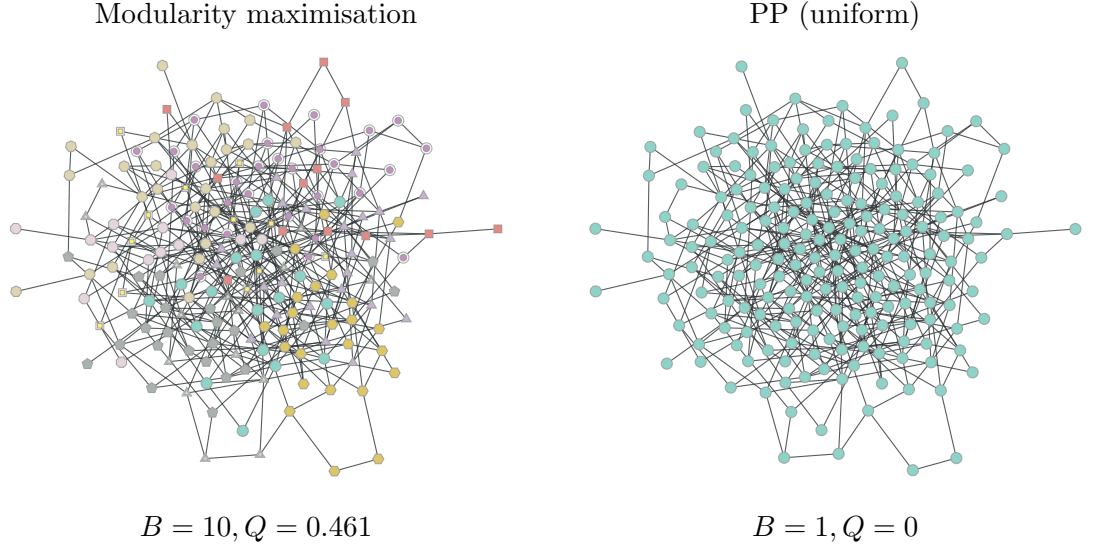 Modularity maximisation
PP (uniform)
B = 10, Q = 0.461
B = 1, Q = 0